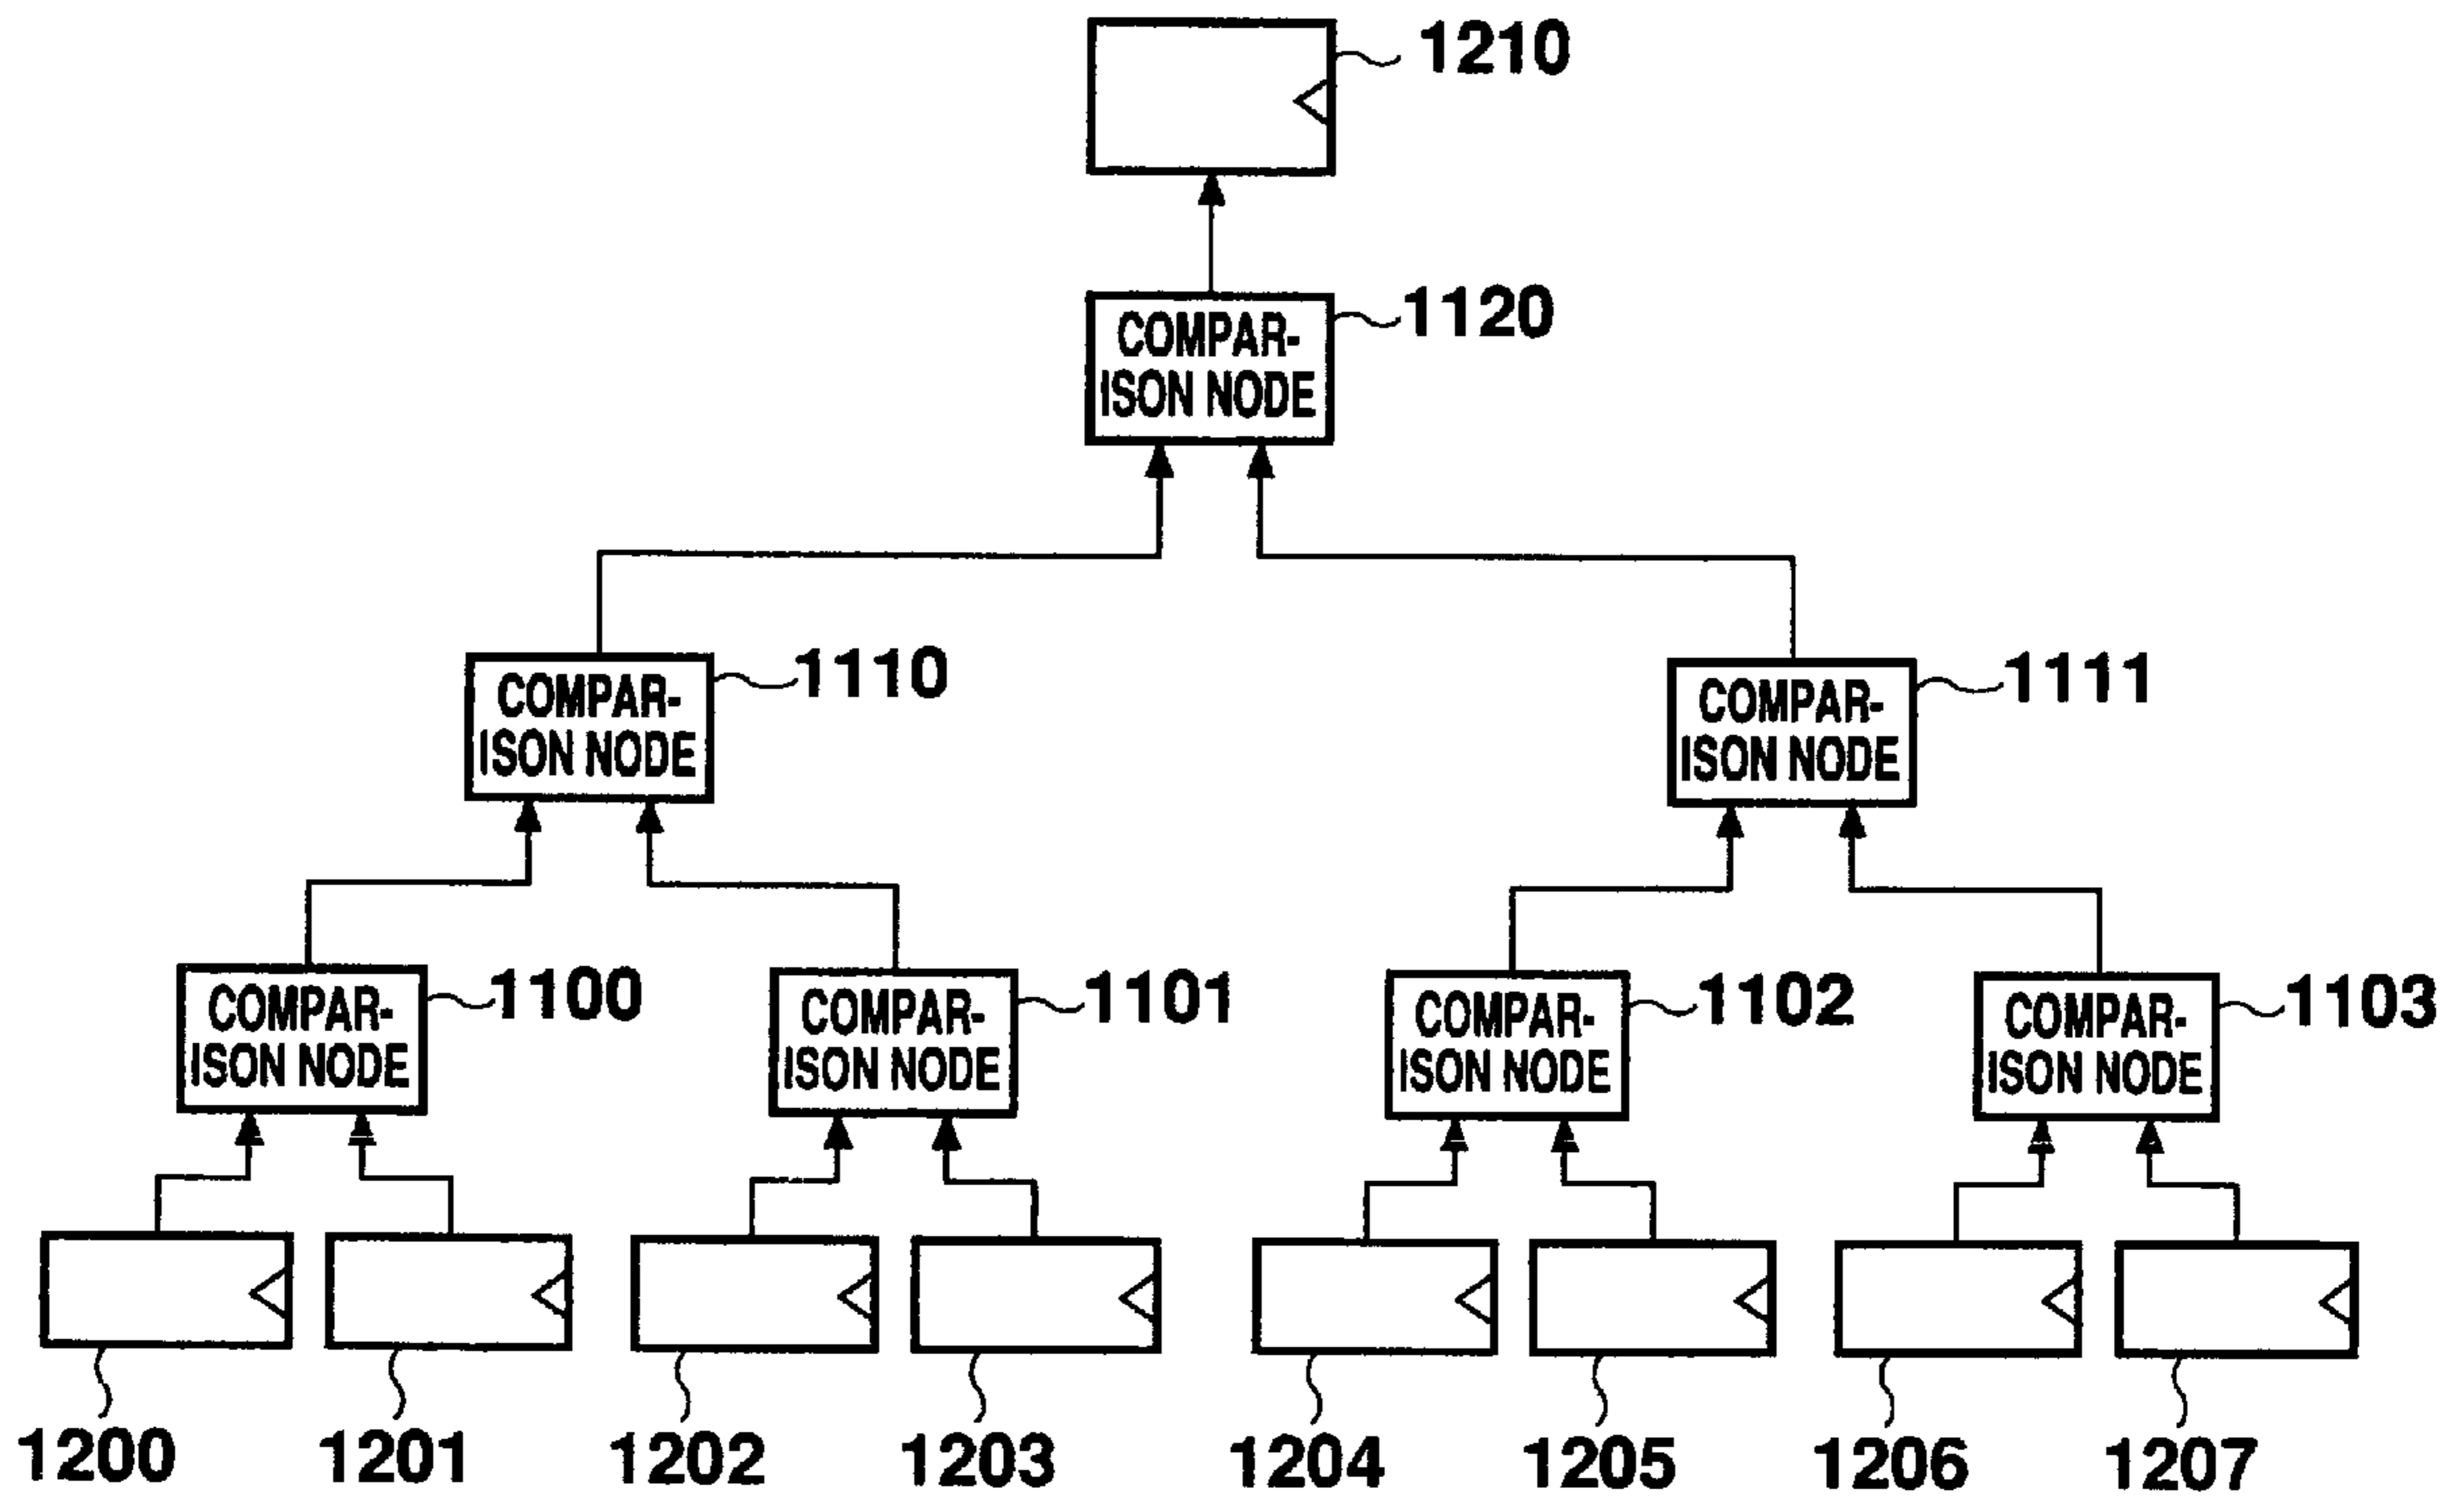 1210
COMPAR-
ISON NODE
1120
COMPAR-
ISON NODE
1110
COMPAR-
ISON NODE
1111
COMPAR-
ISON NODE
1100
COMPAR-
ISON NODE
1101
COMPAR-
ISON NODE
1102
COMPAR-
ISON NODE
1103
1200
1201
1202
1203
1204
1205
1206
1207